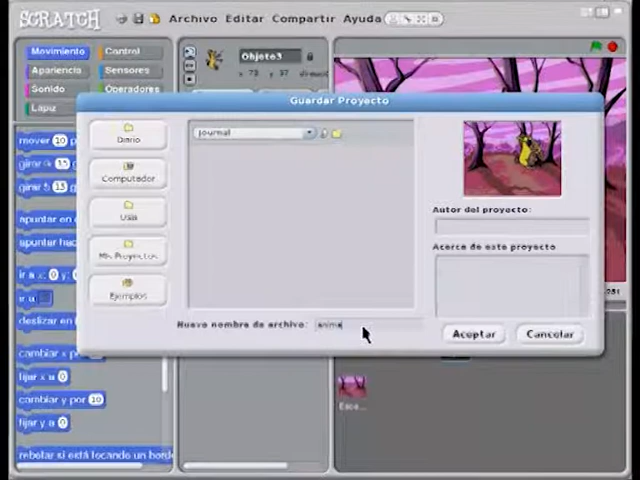 SCRATCH
Archivo Editar Compartir Ayuda
Movimiento Control
Apariencia Sensores
Sonido Operadores
Lápiz
Objeto3
Guardar Proyecto
journal
Diario
Computador
Usb
Mis Proyectos
Ejemplos
Autor del proyecto:
Acerca de este proyecto
Nuevo nombre de archivo: anima
Aceptar Cancelar
mover 10
girar 15
girar 15
apuntar en
apuntar hac
ir a x: 0 y:
ir a
deslizar en
cambiar x po
fijar x a 0
cambiar y por 10
fijar y a 0
rebotar si está tocando un borde
Esce...